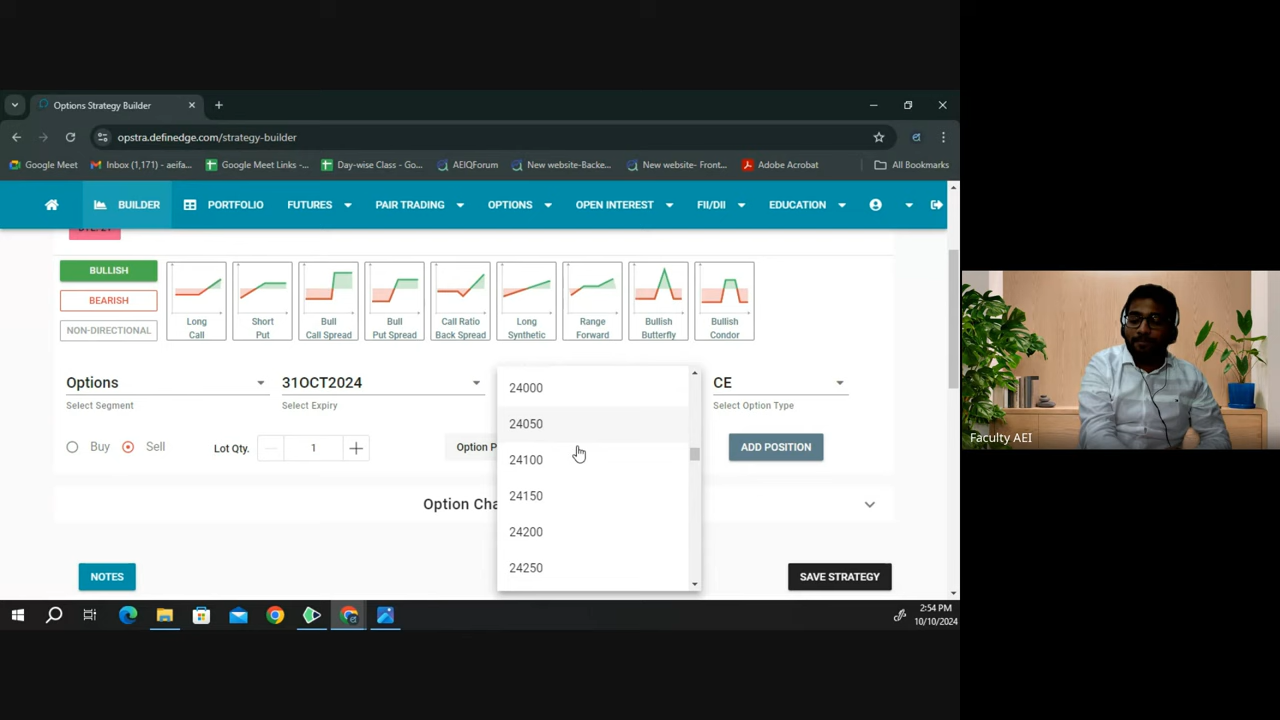 Options Strategy Builder
opstra.definedge.com/strategy-builder
Google Meet
Inbox (1,171) - aeifa...
Google Meet Links -...
Day-wise Class - Go...
AEIQForum
New website-Backe...
New website- Front...
Adobe Acrobat
All Bookmarks
BUILDER
PORTFOLIO
FUTURES
PAIR TRADING
OPTIONS
OPEN INTEREST
FII/DII
EDUCATION
BULLISH
BEARISH
NON-DIRECTIONAL
Long
Call
Short
Put
Bull
Call Spread
Bull
Put Spread
Call Ratio
Back Spread
Long
Synthetic
Range
Forward
Bullish
Butterfly
Bullish
Condor
Options
Select Segment
31OCT2024
Select Expiry
24000
24050
24100
24150
24200
24250
CE
Select Option Type
Buy
Sell
Lot Qty.
1
Option P
ADD POSITION
Option Cha
NOTES
SAVE STRATEGY
2:54 PM
10/10/2024
Faculty AEI